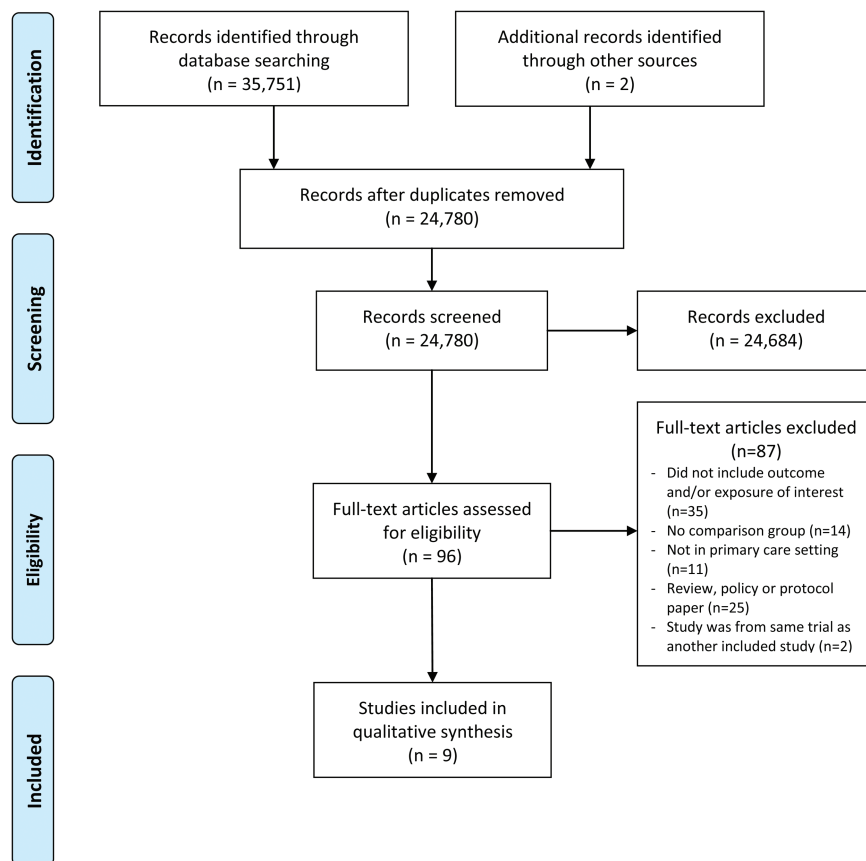 Identification
Records identified through
database searching
(n = 35,751)
Additional records identified
through other sources
(n = 2)
Records after duplicates removed
(n = 24,780)
Screening
Records screened
(n = 24,780)
Records excluded
(n = 24,684)
Eligibility
Full-text articles assessed
for eligibility
(n = 96)
Full-text articles excluded
(n=87)
- Did not include outcome
and/or exposure of interest
(n=35)
- No comparison group (n=14)
- Not in primary care setting
(n=11)
- Review, policy or protocol
paper (n=25)
- Study was from same trial as
another included study (n=2)
Included
Studies included in
qualitative synthesis
(n = 9)